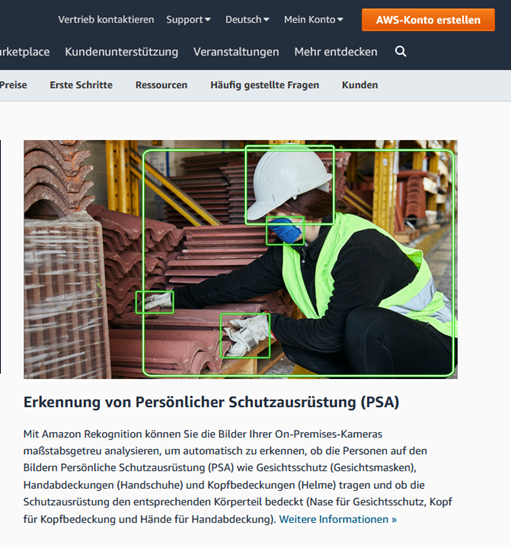 Vertrieb kontaktieren Support Deutsch Mein Konto AWS-Konto erstellen
Kundenunterstützung Veranstaltungen Mehr entdecken
Preise Erste Schritte Ressourcen Häufig gestellte Fragen Kunden
Erkennung von Persönlicher Schutzausrüstung (PSA)
Mit Amazon Rekognition können Sie die Bilder Ihrer On-Premises-Kameras
maßstabsgetreu analysieren, um automatisch zu erkennen, ob die Personen auf den
Bildern Persönliche Schutzausrüstung (PSA) wie Gesichtsschutz (Gesichtsmasken),
Handabdeckungen (Handschuhe) und Kopfbedeckungen (Helme) tragen und ob die
Schutzausrüstung den entsprechenden Körperteil bedeckt (Nase für Gesichtsschutz, Kopf
für Kopfbedeckung und Hände für Handabdeckung). Weitere Informationen »